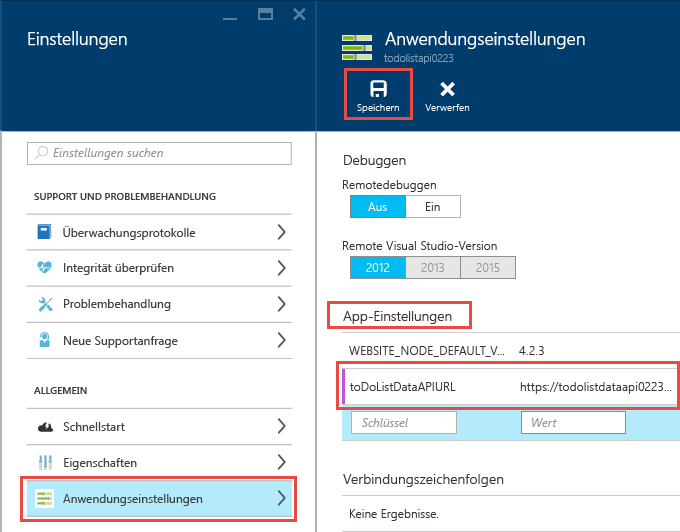 Einstellungen
Einstellungen suchen
SUPPORT UND PROBLEMBEHANDLUNG
Überwachungsprotokolle
Integrität überprüfen
Problembehandlung
Neue Supportanfrage
ALLGEMEIN
Schnellstart
Eigenschaften
Anwendungseinstellungen
Anwendungseinstellungen
todolistapi0223
Speichern Verwerfen
Debuggen
Remotedebuggen
Aus Ein
Remote Visual Studio-Version
2012 2013 2015
App-Einstellungen
WEBSITE_NODE_DEFAULT_V... 4.2.3
toDoListDataAPIURL https://todolistdataapi0223...
Schlüssel Wert
Verbindungszeichenfolgen
Keine Ergebnisse.